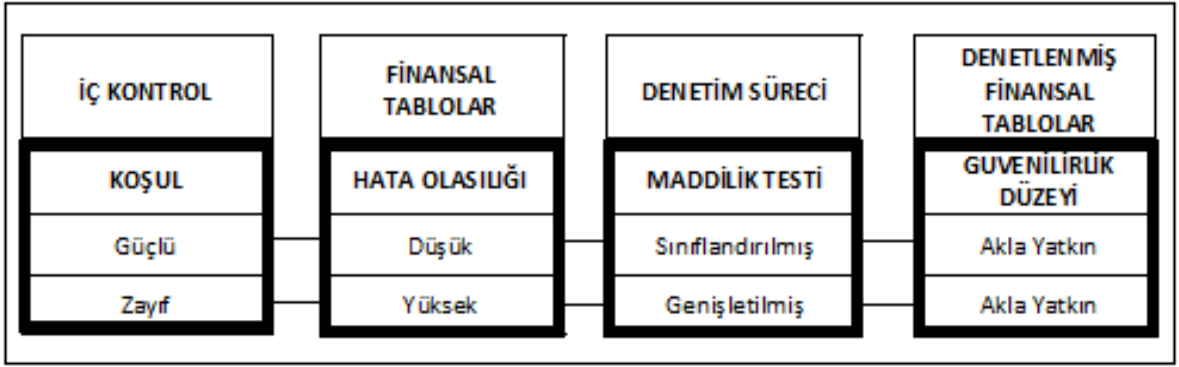 İÇ KONTROL
FİNANSAL
TABLOLAR
DENETİM SÜRECİ
DENETLENMİŞ
FİNANSAL
TABLOLAR
KOŞUL
HATA OLASILIĞI
MADDİLİK TESTİ
GUVENİLİRLİK
DÜZEYİ
Güçlü
Düşük
Sınıflandırılmış
Akla Yatkın
Zayıf
Yüksek
Genişletilmiş
Akla Yatkın